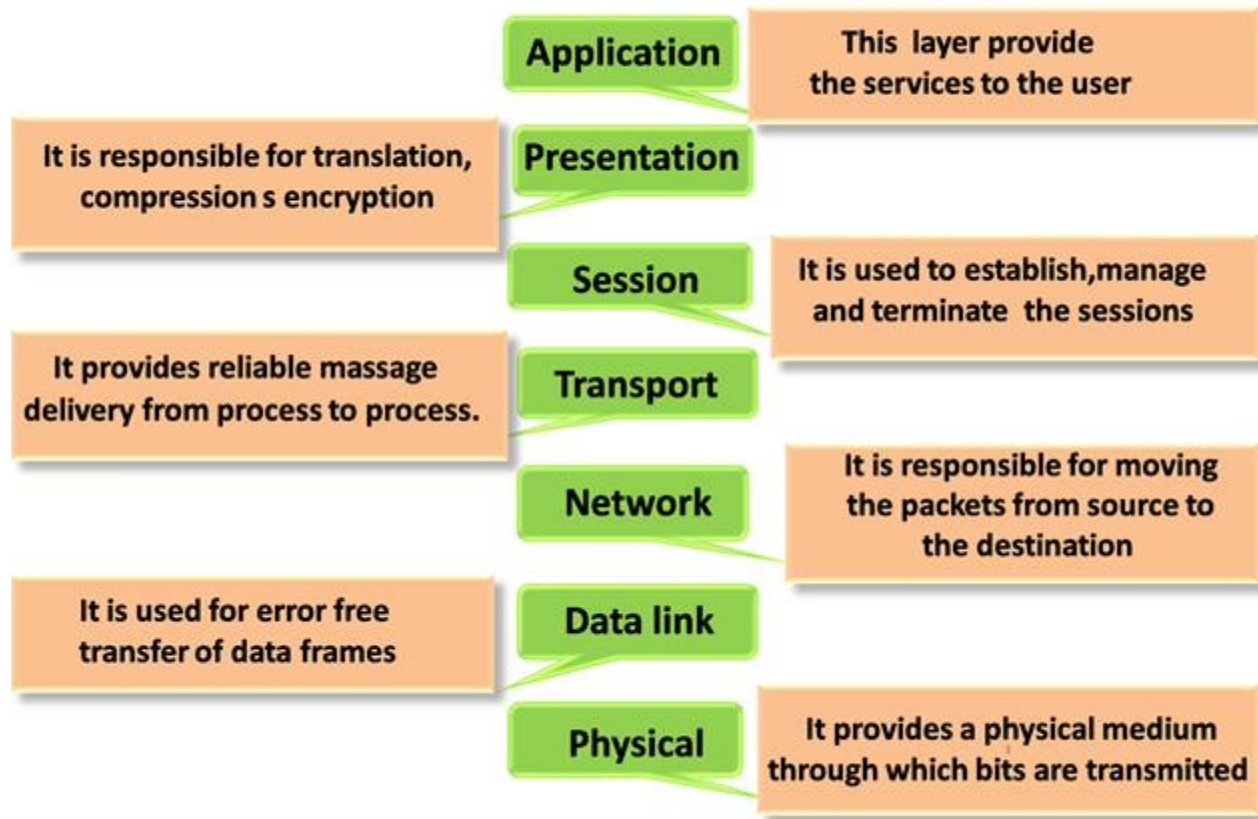 Application
This layer provide
the services to the user
Presentation
It is responsible for translation,
compression s encryption
Session
It is used to establish,manage
and terminate the sessions
Transport
It provides reliable massage
delivery from process to process.
Network
It is responsible for moving
the packets from source to
the destination
Data link
It is used for error free
transfer of data frames
Physical
It provides a physical medium
through which bits are transmitted